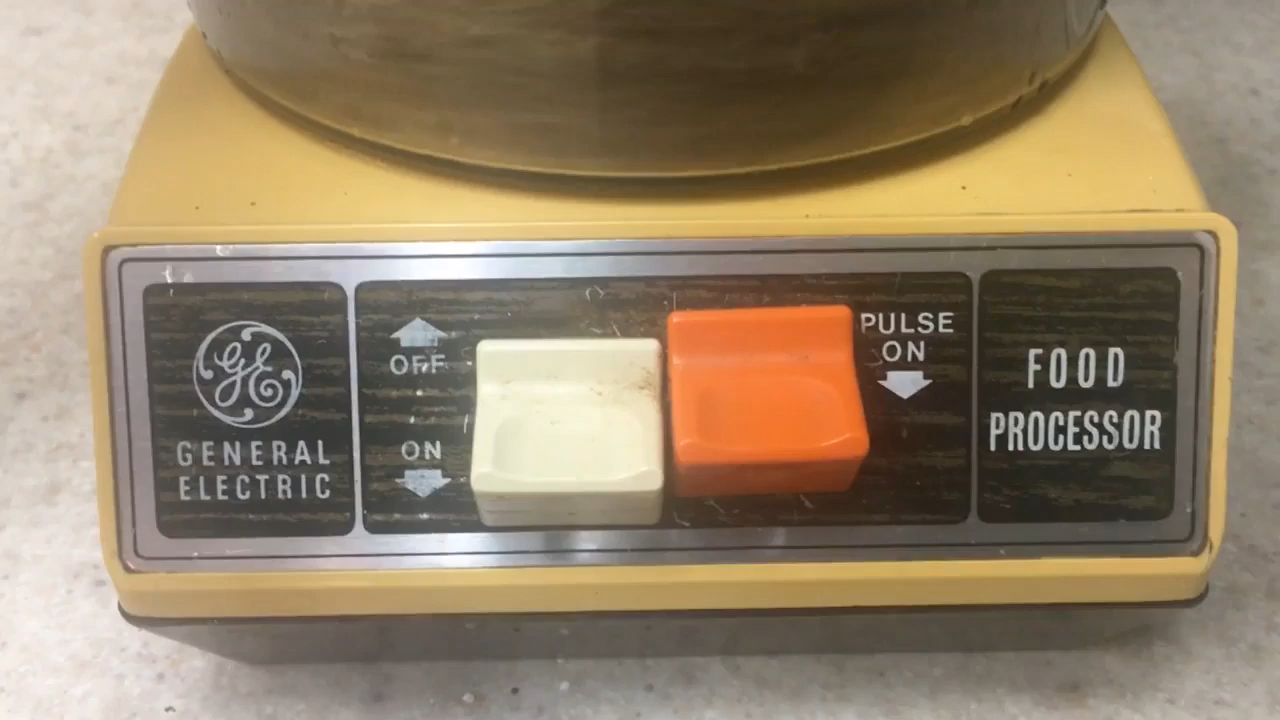 GE
GENERAL
ELECTRIC
OFF
ON
PULSE
ON
FOOD
PROCESSOR